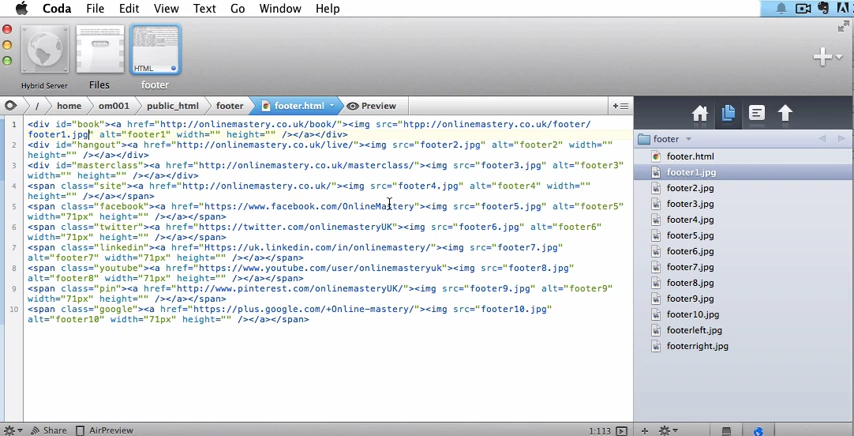 Coda File Edit View Text Go Window Help
Hybrid Server Files footer
HTML
/ home om001 public_html footer footer.html Preview
1 <div id="book"><a href="http://onlinemastery.co.uk/book/"><img src="htpp://onlinemastery.co.uk/footer/
footer1.jpg" alt="footer1" width="" height="" /></a></div>
2 <div id="hangout"><a href="http://onlinemastery.co.uk/live/"><img src="footer2.jpg" alt="footer2" width=""
height="" /></a></div>
3 <div id="masterclass"><a href="http://onlinemastery.co.uk/masterclass/"><img src="footer3.jpg" alt="footer3"
width="" height="" /></a></div>
4 <span class="site"><a href="http://onlinemastery.co.uk/"><img src="footer4.jpg" alt="footer4" width=""
height="" /></a></span>
5 <span class="facebook"><a href="https://www.facebook.com/OnlineMastery"><img src="footer5.jpg" alt="footer5"
width="71px" height="" /></a></span>
6 <span class="twitter"><a href="https://twitter.com/onlinemasteryUK"><img src="footer6.jpg" alt="footer6"
width="71px" height="" /></a></span>
7 <span class="linkedin"><a href="Https://uk.linkedin.com/in/onlinemastery/"><img src="footer7.jpg"
alt="footer7" width="71px" height="" /></a></span>
8 <span class="youtube"><a href="https://www.youtube.com/user/onlinemasteryuk"><img src="footer8.jpg"
alt="footer8" width="71px" height="" /></a></span>
9 <span class="pin"><a href="http://www.pinterest.com/onlinemasteryUK/"><img src="footer9.jpg" alt="footer9"
width="71px" height="" /></a></span>
10 <span class="google"><a href="https://plus.google.com/+Online-mastery/"><img src="footer10.jpg"
alt="footer10" width="71px" height="" /></a></span>
footer
footer.html
footer1.jpg
footer2.jpg
footer3.jpg
footer4.jpg
footer5.jpg
footer6.jpg
footer7.jpg
footer8.jpg
footer9.jpg
footer10.jpg
footerleft.jpg
footerright.jpg
Share AirPreview 1:113